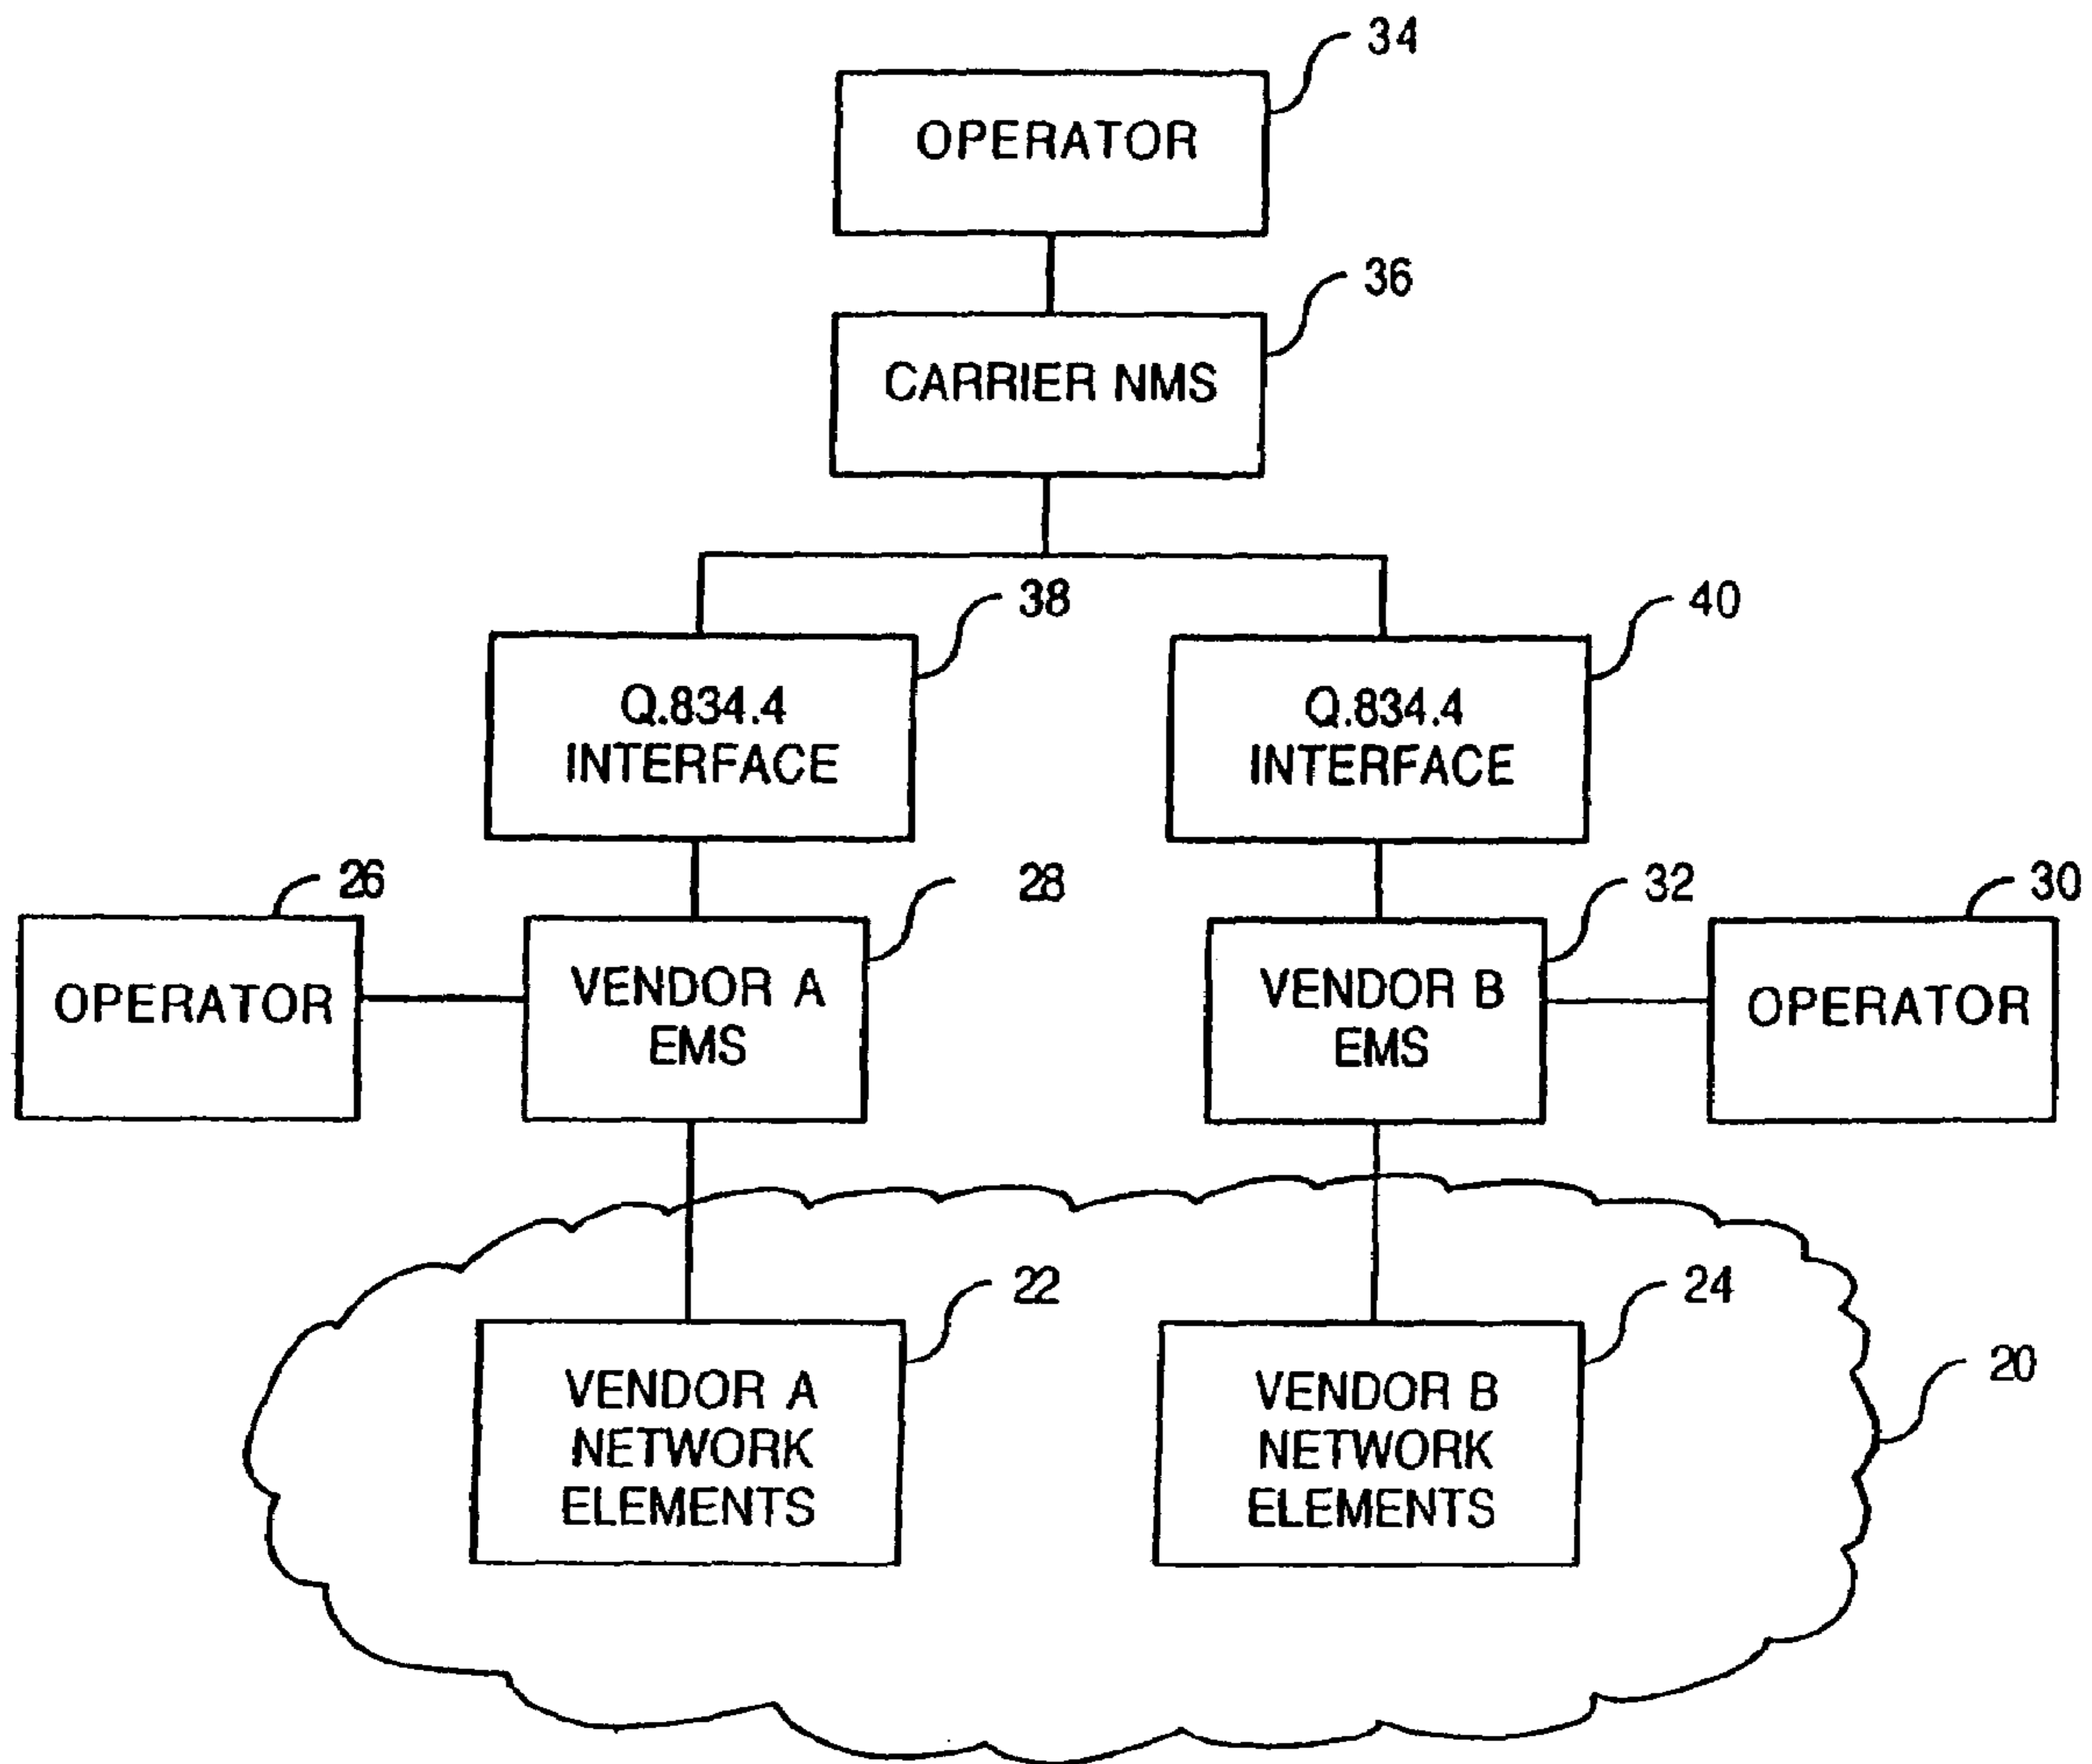 34
OPERATOR
36
CARRIER NMS
38
40
Q.834.4
INTERFACE
Q.834.4
INTERFACE
26
28
32
30
OPERATOR
VENDOR A
EMS
VENDOR B
EMS
OPERATOR
22
24
20
VENDOR A
NETWORK
ELEMENTS
VENDOR B
NETWORK
ELEMENTS